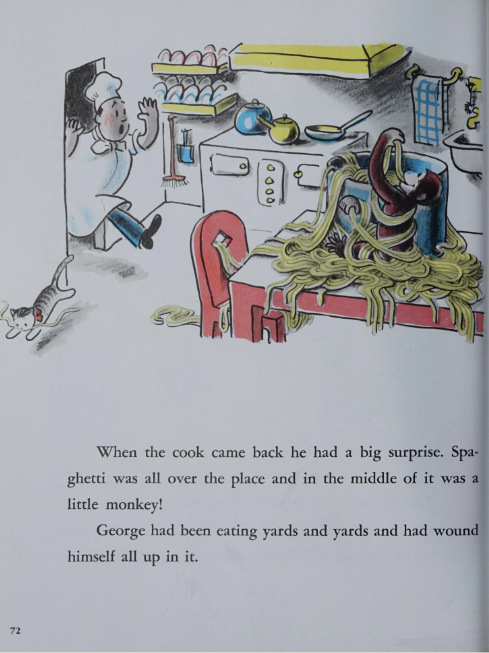 When the cook came back he had a big surprise. Spa-
ghetti was all over the place and in the middle of it was a
little monkey!
George had been eating yards and yards and had wound
himself all up in it.
72